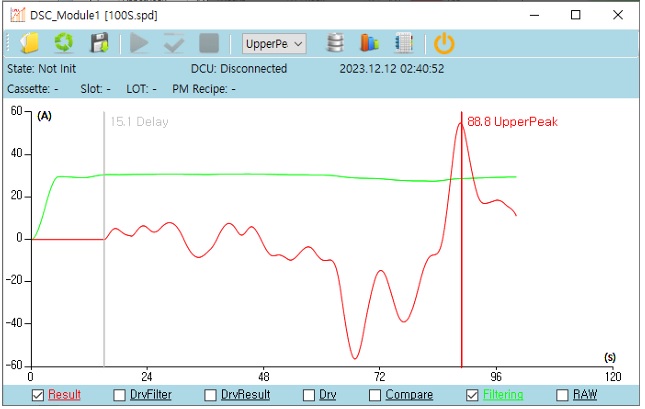 DSC_Module1 [100S.spd]
UpperPe
State: Not Init DCU: Disconnected 2023.12.12 02:40:52
Cassette: - Slot: - LOT: - PM Recipe: -
60 (A) 15.1 Delay 88.8 UpperPeak
40
20
0
-20
-40
-60 (s)
0 24 48 72 96 120
Result DrvFilter DrvResult Drv Compare Filtering RAW